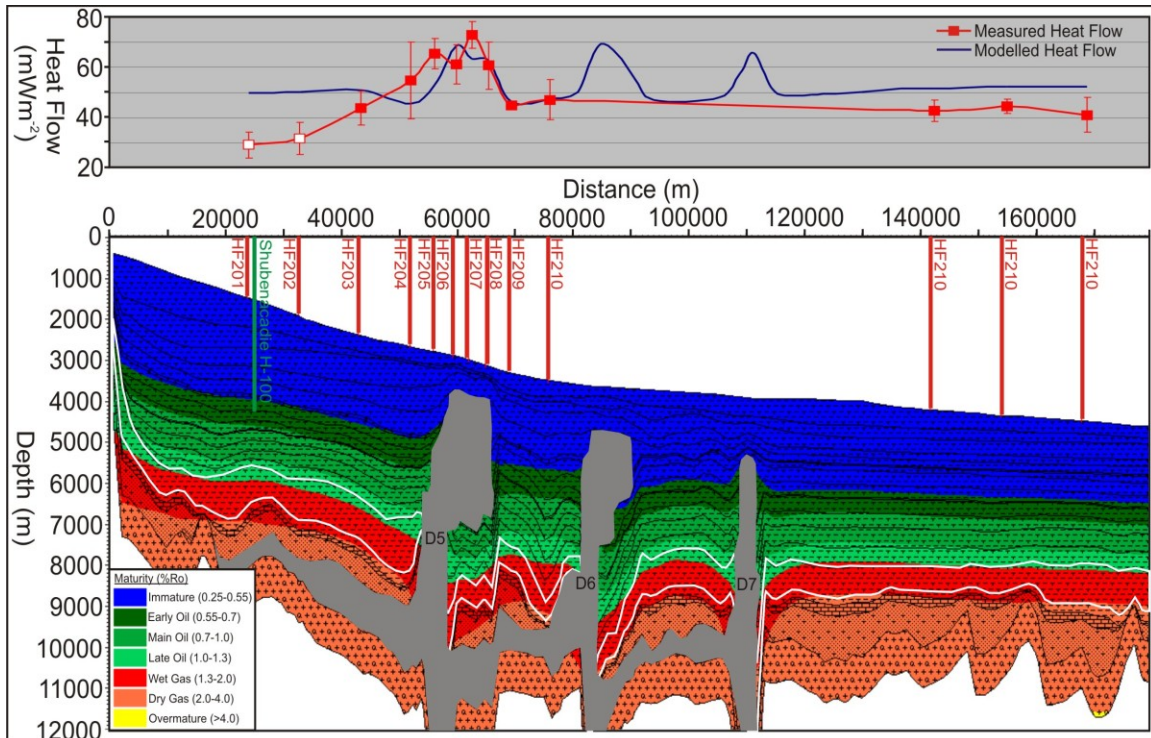 80
60
40
20
Heat Flow
(mWm-2)
Measured Heat Flow
Modelled Heat Flow
Distance (m)
0 20000 40000 60000 80000 100000 120000 140000 160000
HF201
Shubenacadie H-100
HF202
HF203
HF204
HF205
HF206
HF207
HF208
HF209
HF210
HF210
HF210
HF210
0
1000
2000
3000
4000
5000
6000
7000
8000
9000
10000
11000
12000
Depth (m)
D5
D6
D7
Maturity (%Ro)
Immature (0.25-0.55)
Early Oil (0.55-0.7)
Main Oil (0.7-1.0)
Late Oil (1.0-1.3)
Wet Gas (1.3-2.0)
Dry Gas (2.0-4.0)
Overmature (>4.0)